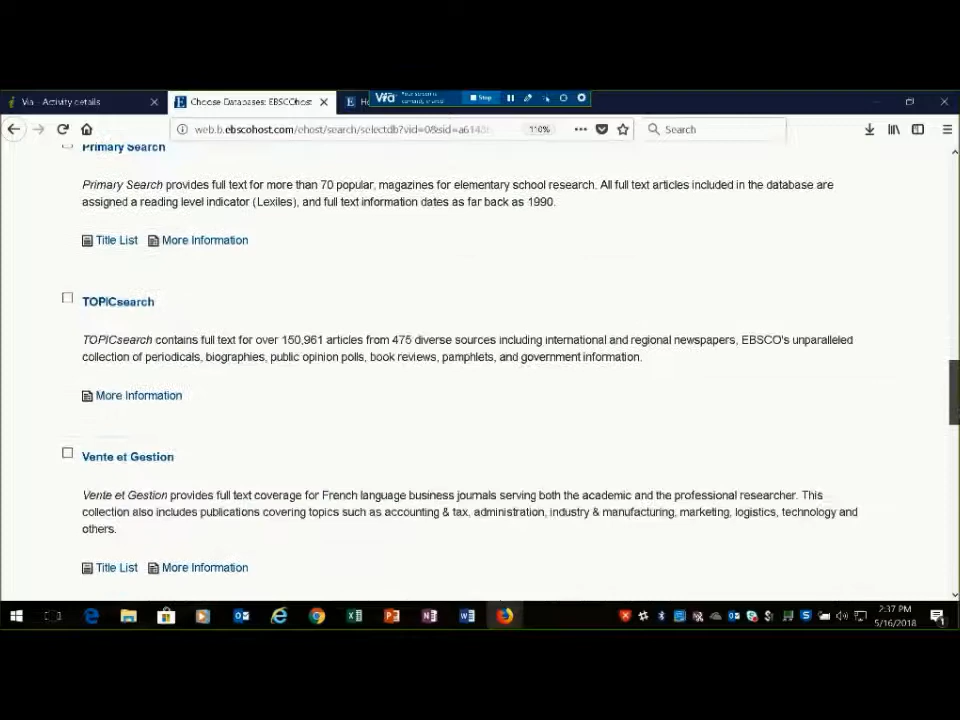 Via - Activity details
Choose Databases: EBSCOhost
Via
Stop
web.b.ebscohost.com/ehost/search/selectdb?vid=0&sid=a614
110%
Search
Primary Search
Primary Search provides full text for more than 70 popular, magazines for elementary school research. All full text articles included in the database are
assigned a reading level indicator (Lexiles), and full text information dates as far back as 1990.
Title List More Information
TOPICsearch
TOPICsearch contains full text for over 150,961 articles from 475 diverse sources including international and regional newspapers, EBSCO's unparalleled
collection of periodicals, biographies, public opinion polls, book reviews, pamphlets, and government information.
More Information
Vente et Gestion
Vente et Gestion provides full text coverage for French language business journals serving both the academic and the professional researcher. This
collection also includes publications covering topics such as accounting & tax, administration, industry & manufacturing, marketing, logistics, technology and
others.
Title List More Information
2:37 PM
5/16/2018